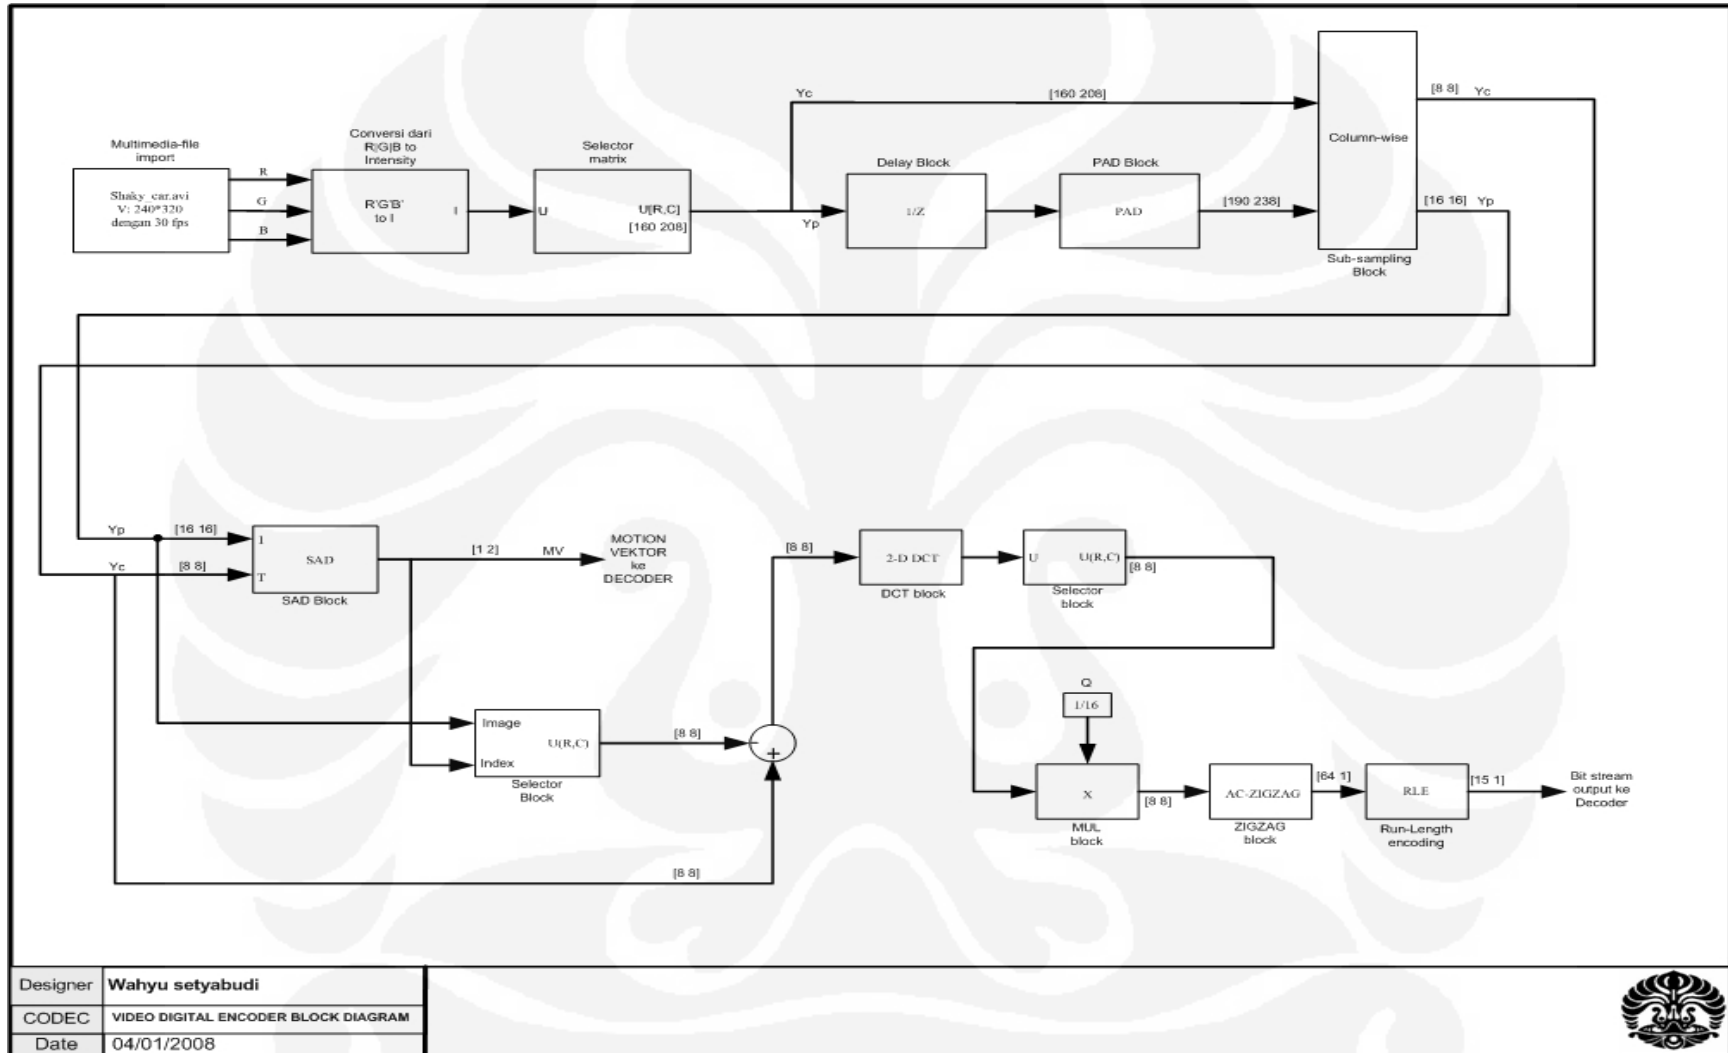 Multimedia-file
import
Shaky_car.avi
V: 240*320
dengan 30 fps
R
G
B
Conversi dari
R|G|B to
Intensity
R'G'B'
to I
I
Selector
matrix
U
U[R,C]
[160 208]
Yc
[160 208]
Yp
Delay Block
1/Z
PAD Block
PAD
[190 238]
Column-wise
Sub-sampling
Block
[8 8] Yc
[16 16] Yp
Yp
[16 16]
Yc
[8 8]
I
T
SAD
SAD Block
[1 2]
MV
MOTION
VEKTOR
ke
DECODER
Image
Index
U(R,C)
Selector
Block
[8 8]
-
+
[8 8]
[8 8]
2-D DCT
DCT block
U
U(R,C)
[8 8]
Selector
block
Q
1/16
X
MUL
block
[8 8]
AC-ZIGZAG
ZIGZAG
block
[64 1]
RLE
Run-Length
encoding
[15 1]
Bit stream
output ke
Decoder
Designer Wahyu setyabudi
CODEC VIDEO DIGITAL ENCODER BLOCK DIAGRAM
Date 04/01/2008